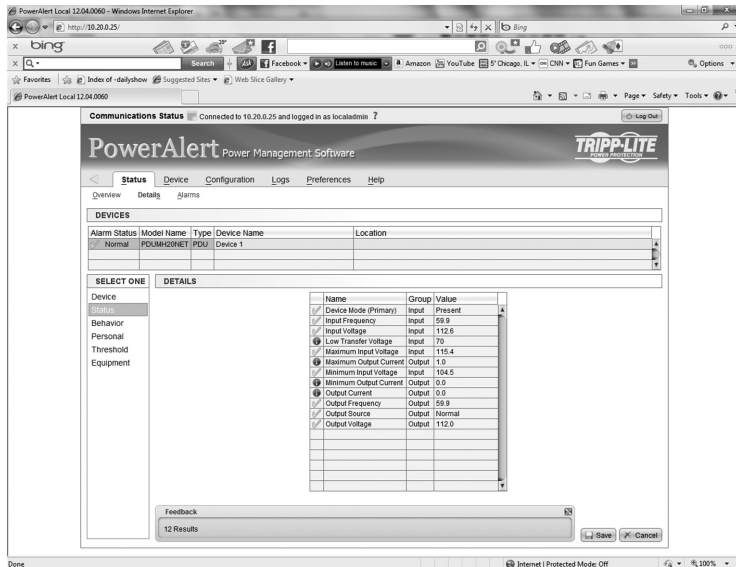 PowerAlert Local 12.04.0060 - Windows Internet Explorer
http://10.20.0.25/
Bing
x bing
x Q Search Facebook Listen to music Amazon YouTube 5° Chicago, IL CNN Fun Games Options
Favorites Index of -dailyshow Suggested Sites Web Slice Gallery
PowerAlert Local 12.04.0060 Page Safety Tools
Communications Status Connected to 10.20.0.25 and logged in as localadmin ? Log Out
PowerAlert Power Management Software
TRIPP-LITE
POWER PROTECTION
Status Device Configuration Logs Preferences Help
Overview Details Alarms
DEVICES
Alarm Status Model Name Type Device Name Location
Normal PDUMH20NET PDU Device 1
SELECT ONE DETAILS
Device
Status
Behavior
Personal
Threshold
Equipment
Name Group Value
Device Mode (Primary) Input Present
Input Frequency Input 59.9
Input Voltage Input 112.6
Low Transfer Voltage Input 70
Maximum Input Voltage Input 115.4
Maximum Output Current Output 1.0
Minimum Input Voltage Input 104.5
Minimum Output Current Output 0.0
Output Current Output 0.0
Output Frequency Output 59.9
Output Source Output Normal
Output Voltage Output 112.0
Feedback
12 Results
Save Cancel
Done Internet | Protected Mode: Off 100%